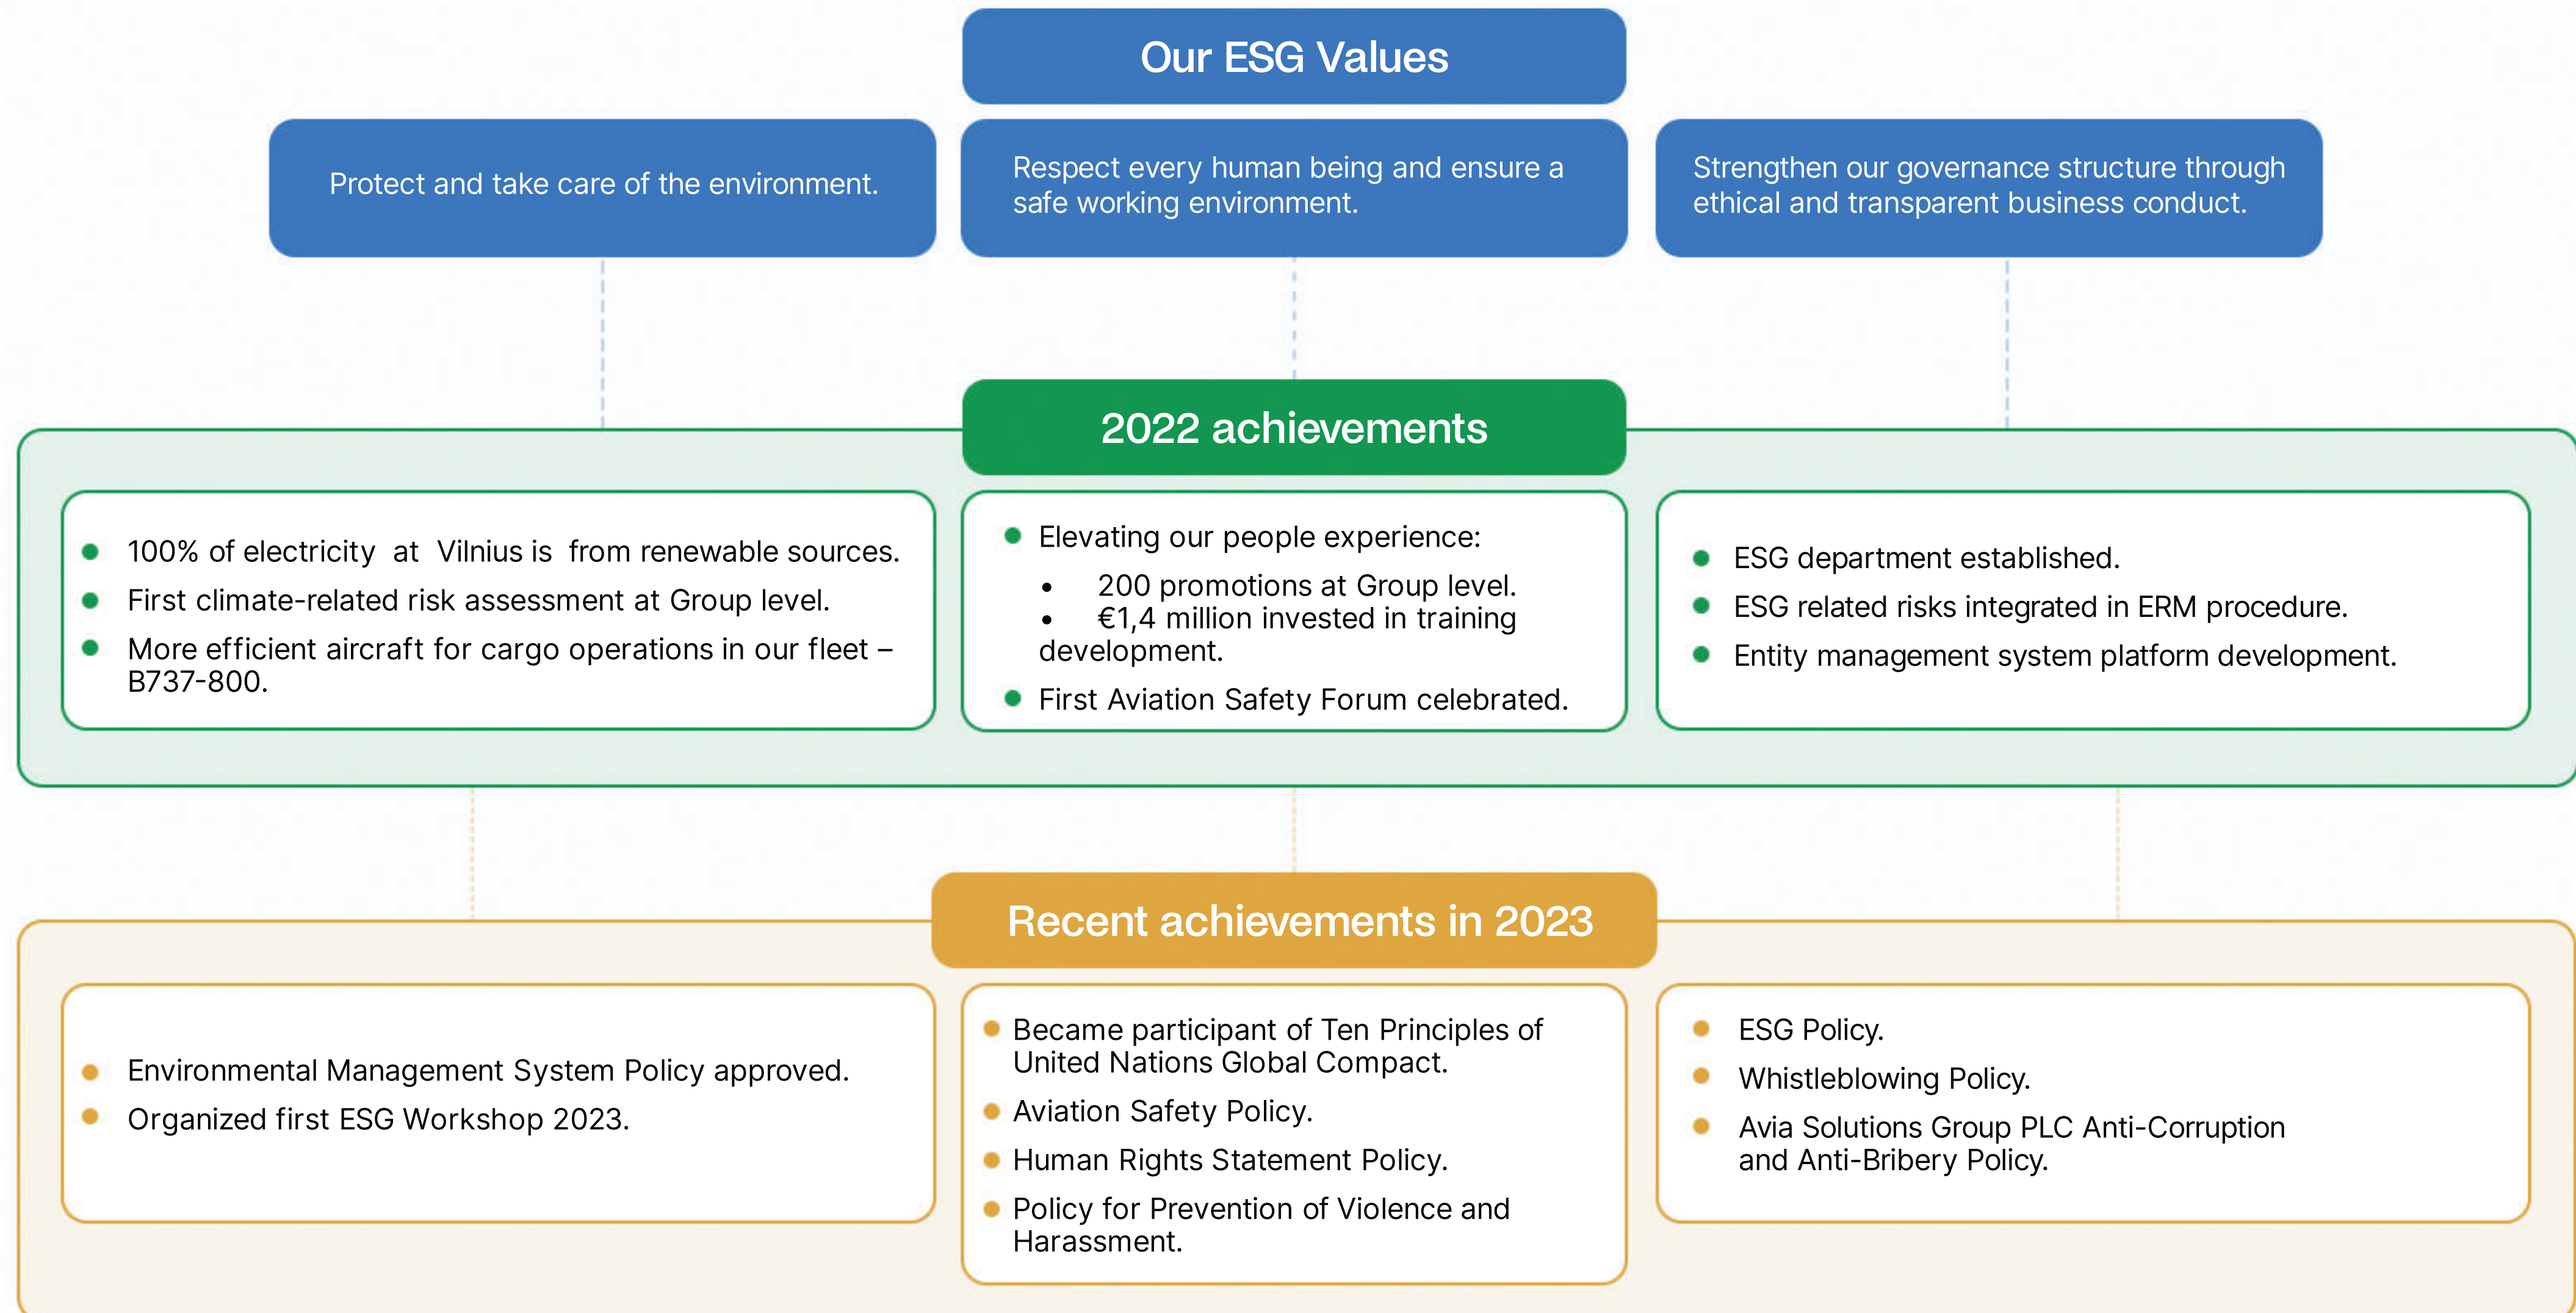 Our ESG Values
Protect and take care of the environment.
Respect every human being and ensure a
safe working environment.
Strengthen our governance structure through
ethical and transparent business conduct.
2022 achievements
100% of electricity at Vilnius is from renewable sources.
First climate-related risk assessment at Group level.
More efficient aircraft for cargo operations in our fleet –
B737-800.
Elevating our people experience:
• 200 promotions at Group level.
• €1,4 million invested in training
development.
First Aviation Safety Forum celebrated.
ESG department established.
ESG related risks integrated in ERM procedure.
Entity management system platform development.
Recent achievements in 2023
Environmental Management System Policy approved.
Organized first ESG Workshop 2023.
Became participant of Ten Principles of
United Nations Global Compact.
Aviation Safety Policy.
Human Rights Statement Policy.
Policy for Prevention of Violence and
Harassment.
ESG Policy.
Whistleblowing Policy.
Avia Solutions Group PLC Anti-Corruption
and Anti-Bribery Policy.